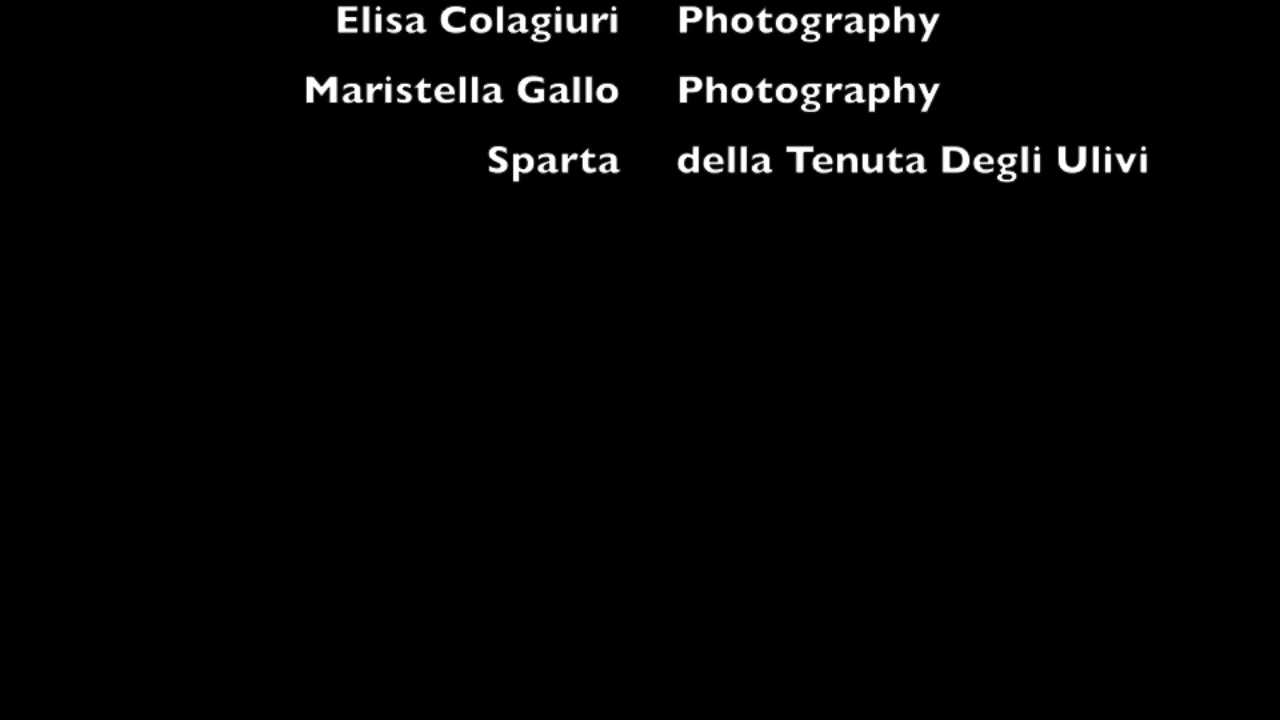 Elisa Colagiuri Photography
Maristella Gallo Photography
Sparta della Tenuta Degli Ulivi